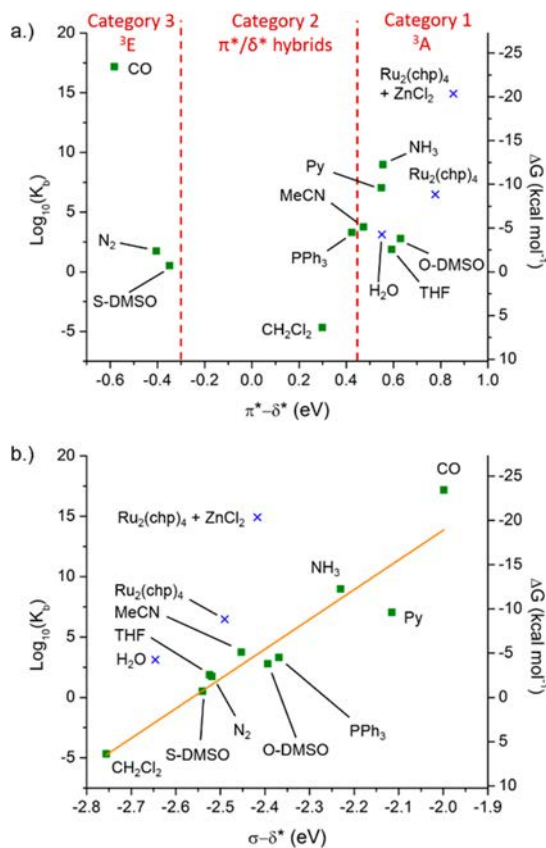 a.)
Category 3
³E
Category 2
π*/δ* hybrids
Category 1
³A
20
15
10
5
0
-5
Log₁₀(K_b)
CO
N₂
S-DMSO
CH₂Cl₂
PPh₃
MeCN
Py
NH₃
Ru₂(chp)₄
+ ZnCl₂
Ru₂(chp)₄
O-DMSO
H₂O
THF
-25
-20
-15
-10
-5
0
5
10
ΔG (kcal mol⁻¹)
-0.6 -0.4 -0.2 0.0 0.2 0.4 0.6 0.8 1.0
π*−δ* (eV)
b.)
20
15
10
5
0
-5
Log₁₀(K_b)
CO
Ru₂(chp)₄ + ZnCl₂
NH₃
Ru₂(chp)₄
MeCN
THF
H₂O
Py
PPh₃
N₂
O-DMSO
S-DMSO
CH₂Cl₂
-25
-20
-15
-10
-5
0
5
10
ΔG (kcal mol⁻¹)
-2.8 -2.7 -2.6 -2.5 -2.4 -2.3 -2.2 -2.1 -2.0 -1.9
σ−δ* (eV)